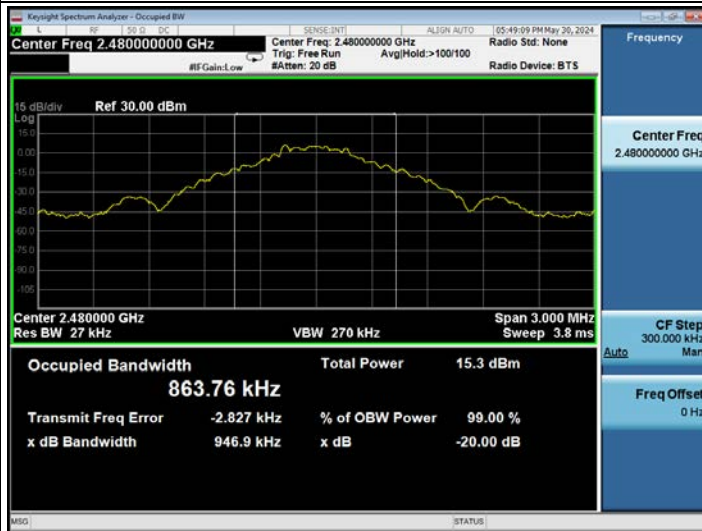 Keysight Spectrum Analyzer - Occupied BW
L RF 50 Ω DC SENSE:INT ALIGN AUTO 05:49:09 PM May 30, 2024
Center Freq 2.480000000 GHz
Center Freq: 2.480000000 GHz
Radio Std: None
Trig: Free Run Avg|Hold:>100/100
#IFGain:Low
#Atten: 20 dB
Radio Device: BTS
Frequency
15 dB/div Ref 30.00 dBm
Log
15.0
0.00
-15.0
-30.0
-45.0
-60.0
-75.0
-90.0
-105
Center Freq
2.480000000 GHz
Center 2.480000 GHz
Span 3.000 MHz
Res BW 27 kHz
VBW 270 kHz
Sweep 3.8 ms
CF Step
300.000 kHz
Auto Man
Occupied Bandwidth
863.76 kHz
Total Power 15.3 dBm
Transmit Freq Error -2.827 kHz
% of OBW Power 99.00 %
x dB Bandwidth 946.9 kHz
x dB -20.00 dB
Freq Offset
0 Hz
MSG
STATUS